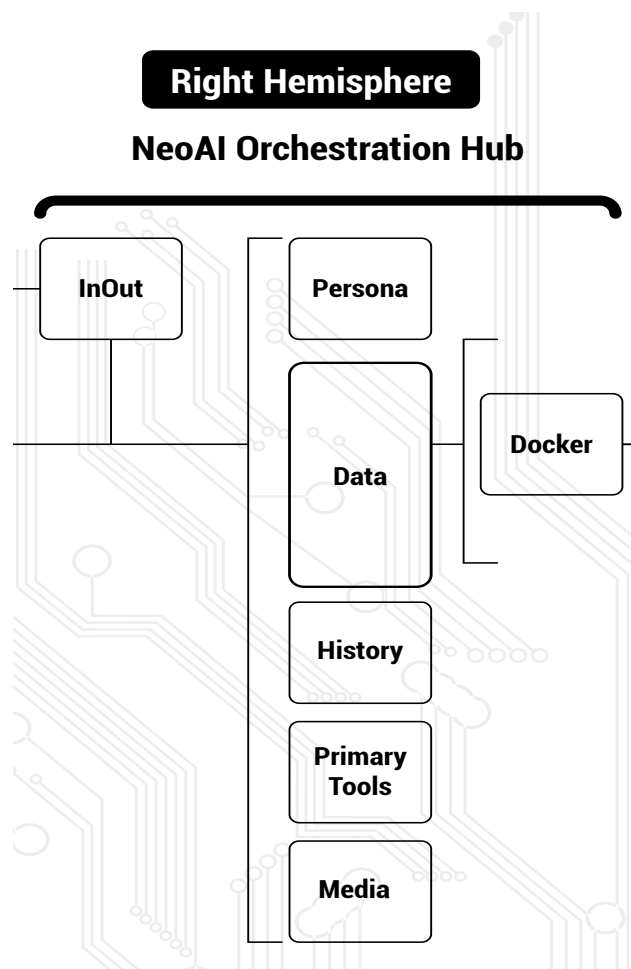 Right Hemisphere
NeoAI Orchestration Hub
InOut
Persona
Data
Docker
History
Primary
Tools
Media